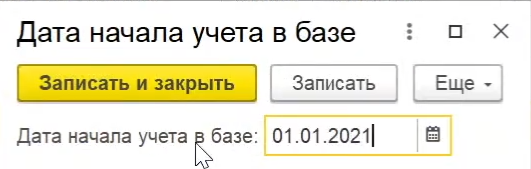 Дата начала учета в базе
Записать и закрыть Записать Еще
Дата начала учета в базе: 01.01.2021